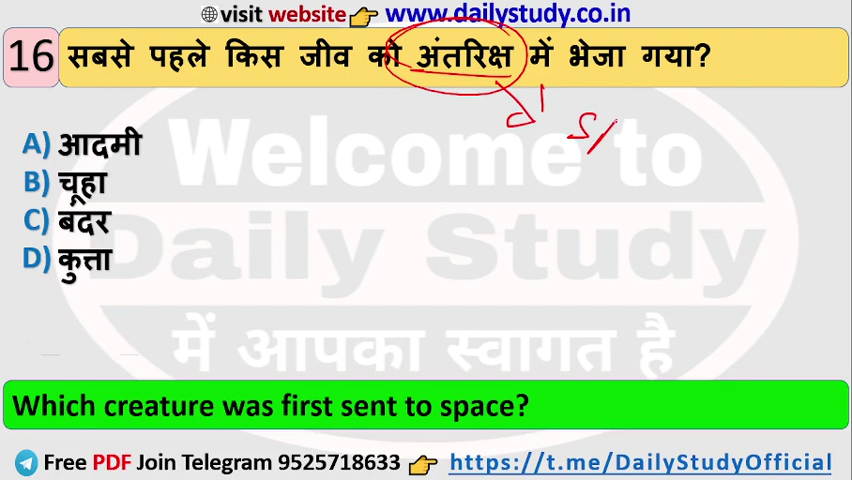 visit website 👉 www.dailystudy.co.in
16 सबसे पहले किस जीव को अंतरिक्ष में भेजा गया?
A) आदमी
B) चूहा
C) बंदर
D) कुत्ता
Welcome to
Daily Study
में आपका स्वागत है
Which creature was first sent to space?
Free PDF Join Telegram 9525718633 👉 https://t.me/DailyStudyOfficial